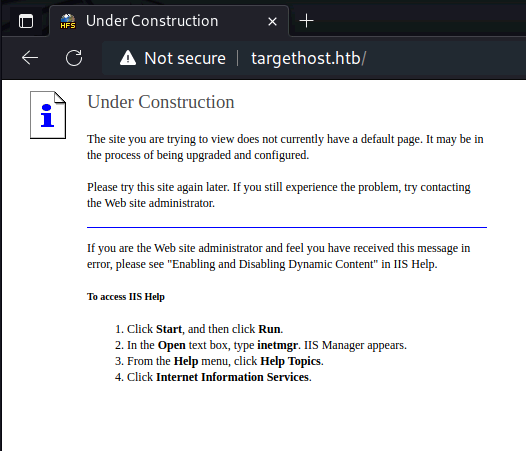 HFS
Under Construction
Not secure
targethost.htb/
Under Construction
The site you are trying to view does not currently have a default page. It may be in
the process of being upgraded and configured.
Please try this site again later. If you still experience the problem, try contacting
the Web site administrator.
If you are the Web site administrator and feel you have received this message in
error, please see "Enabling and Disabling Dynamic Content" in IIS Help.
To access IIS Help
1. Click Start, and then click Run.
2. In the Open text box, type inetmgr. IIS Manager appears.
3. From the Help menu, click Help Topics.
4. Click Internet Information Services.